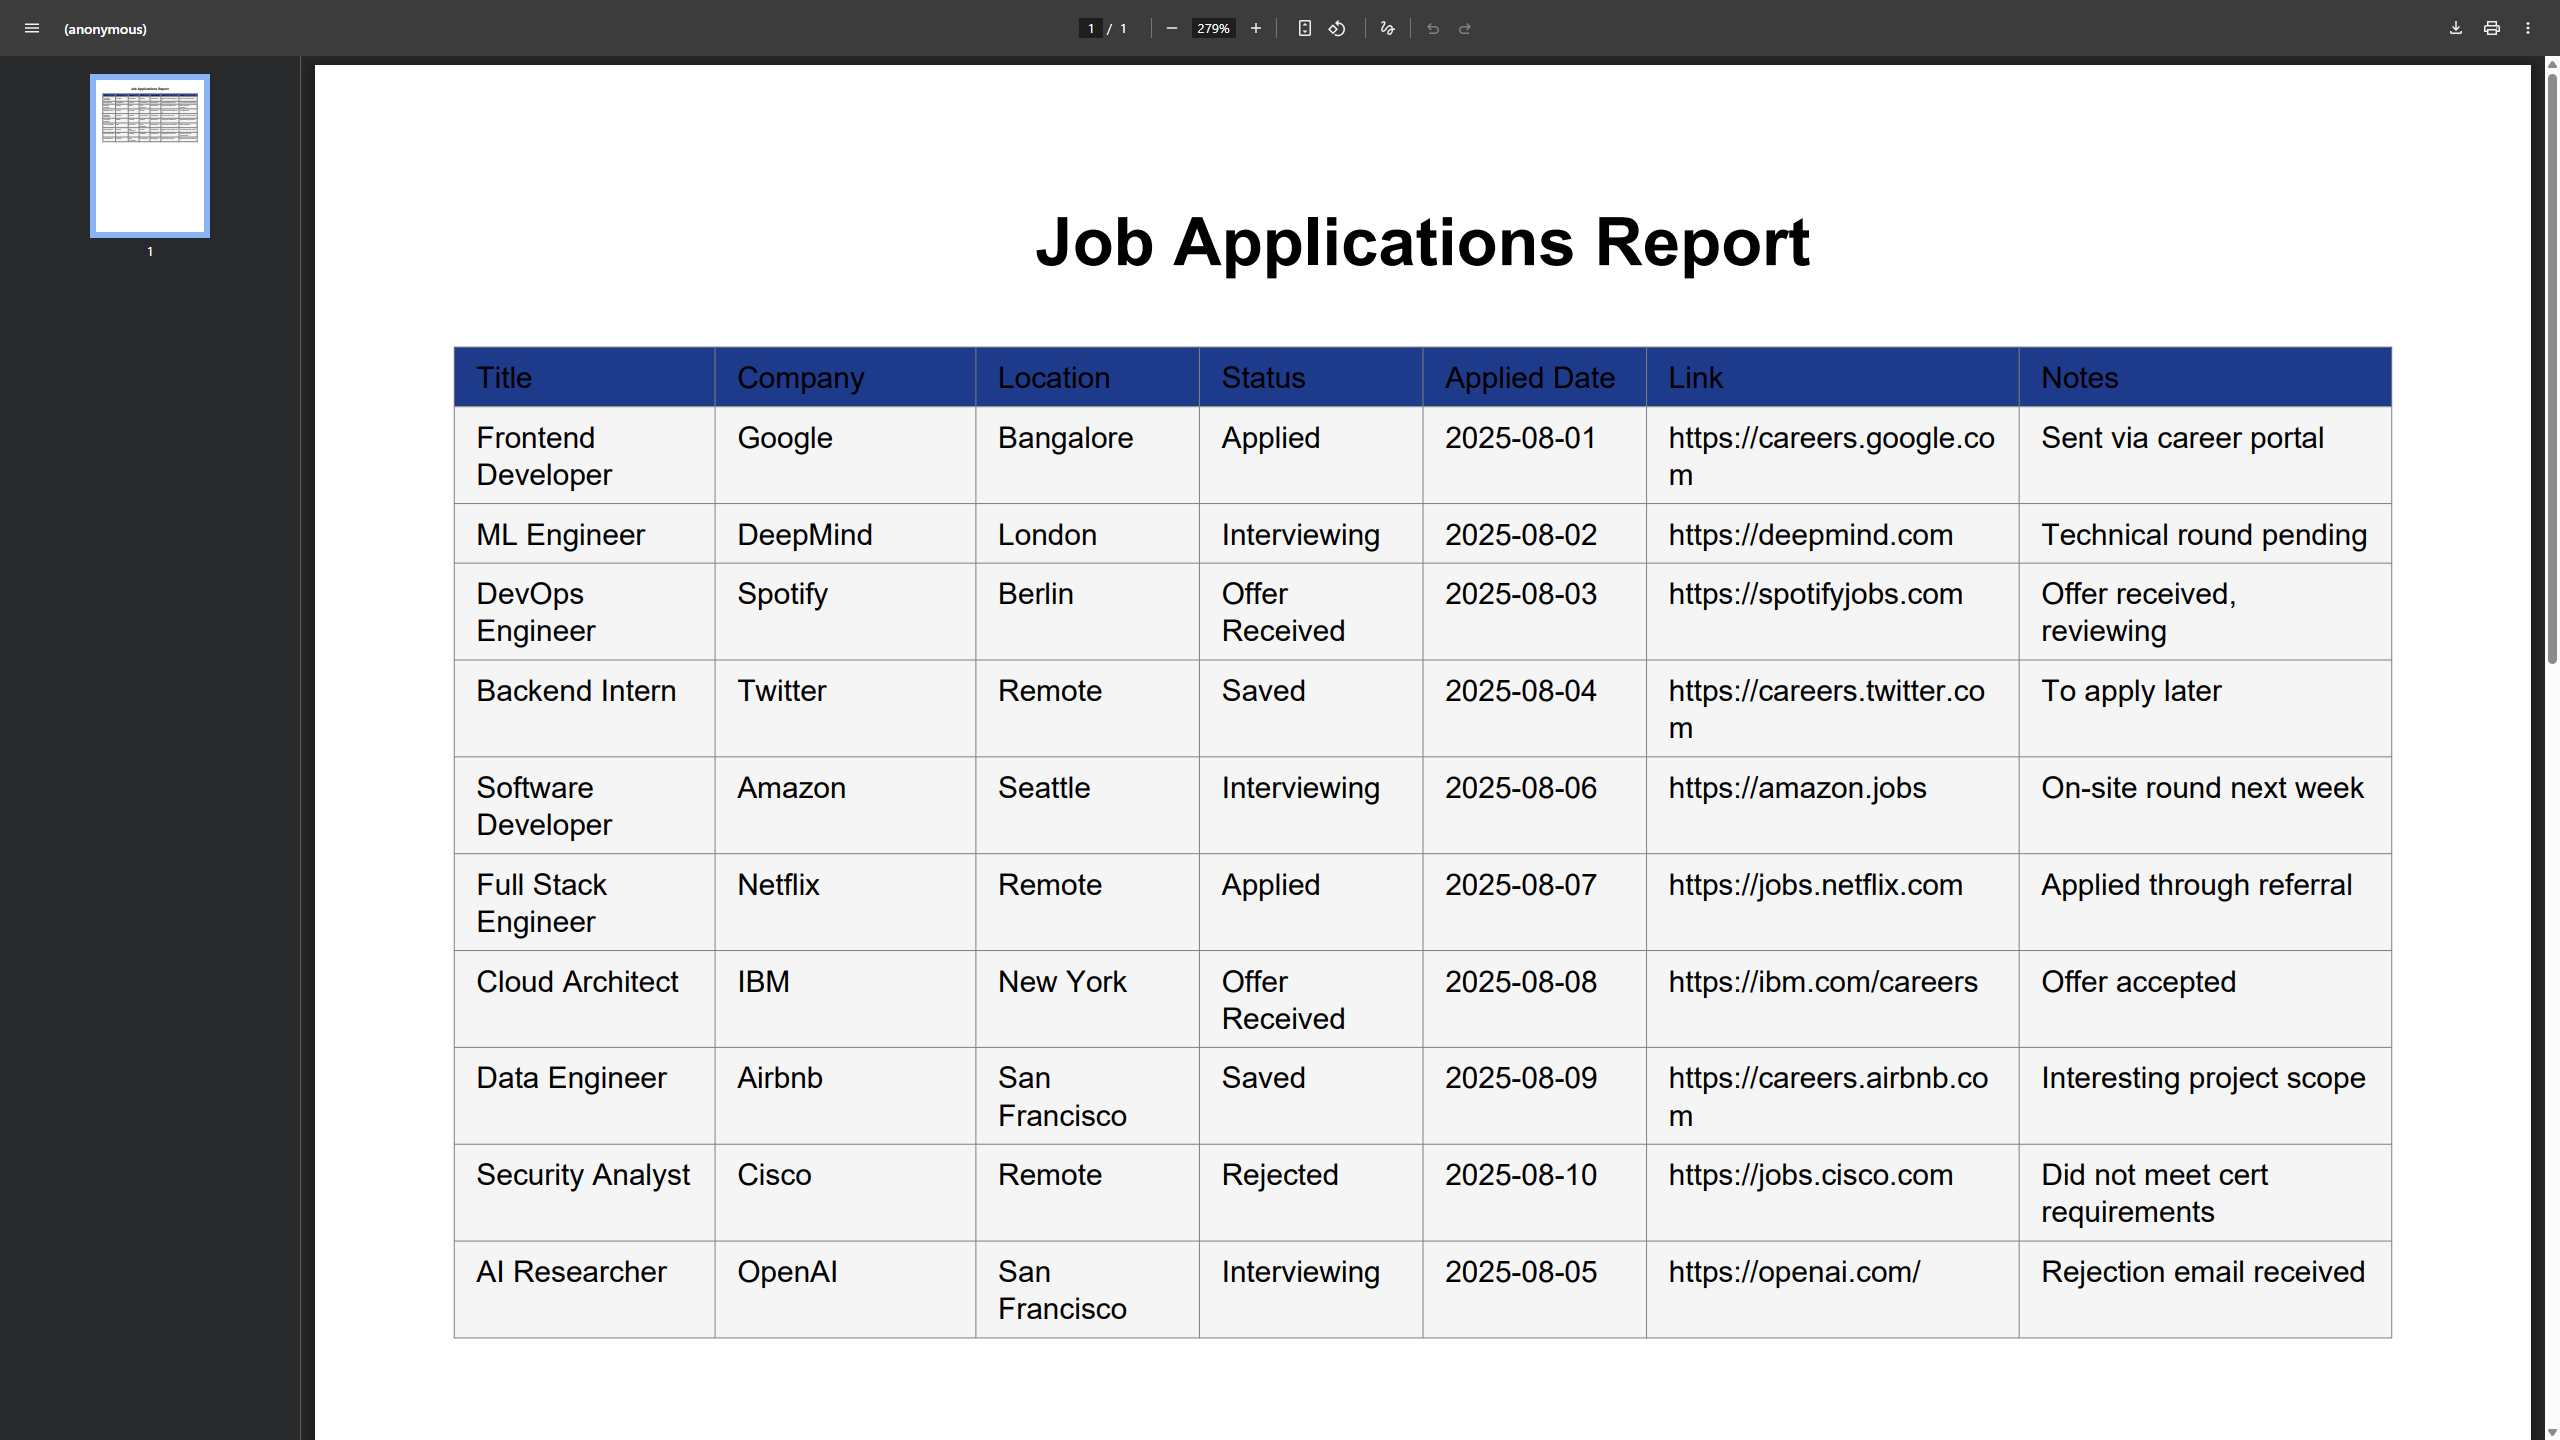 (anonymous)
1 / 1
279%
1
Job Applications Report
Title Company Location Status Applied Date Link Notes
Frontend Google Bangalore Applied 2025-08-01 https://careers.google.co Sent via career portal
Developer m
ML Engineer DeepMind London Interviewing 2025-08-02 https://deepmind.com Technical round pending
DevOps Spotify Berlin Offer 2025-08-03 https://spotifyjobs.com Offer received,
Engineer Received reviewing
Backend Intern Twitter Remote Saved 2025-08-04 https://careers.twitter.co To apply later
m
Software Amazon Seattle Interviewing 2025-08-06 https://amazon.jobs On-site round next week
Developer
Full Stack Netflix Remote Applied 2025-08-07 https://jobs.netflix.com Applied through referral
Engineer
Cloud Architect IBM New York Offer 2025-08-08 https://ibm.com/careers Offer accepted
Received
Data Engineer Airbnb San Saved 2025-08-09 https://careers.airbnb.co Interesting project scope
Francisco m
Security Analyst Cisco Remote Rejected 2025-08-10 https://jobs.cisco.com Did not meet cert
requirements
AI Researcher OpenAI San Interviewing 2025-08-05 https://openai.com/ Rejection email received
Francisco